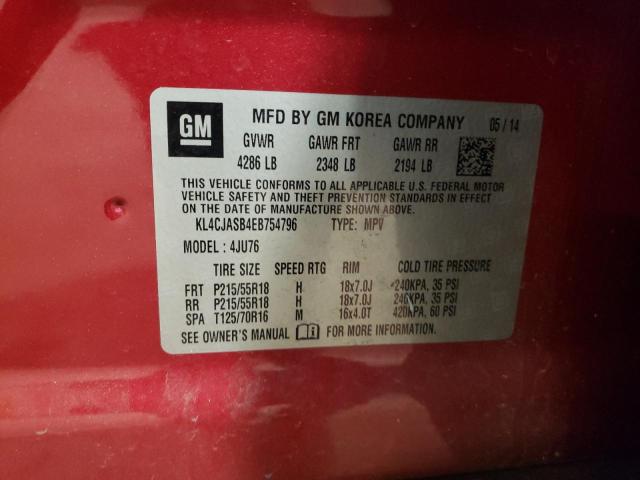 GM MFD BY GM KOREA COMPANY 05 / 14
GVWR GAWR FRT GAWR RR
4286 LB 2348 LB 2194 LB
THIS VEHICLE CONFORMS TO ALL APPLICABLE U.S. FEDERAL MOTOR
VEHICLE SAFETY AND THEFT PREVENTION STANDARDS IN EFFECT
ON THE DATE OF MANUFACTURE SHOWN ABOVE.
KL4CJASB4EB754796 TYPE: MPV
MODEL : 4JU76
TIRE SIZE SPEED RTG RIM COLD TIRE PRESSURE
FRT P215/55R18 H 18x7.0J 240KPA, 35 PSI
RR P215/55R18 H 18x7.0J 240KPA, 35 PSI
SPA T125/70R16 M 16x4.0T 420KPA, 60 PSI
SEE OWNER'S MANUAL FOR MORE INFORMATION.